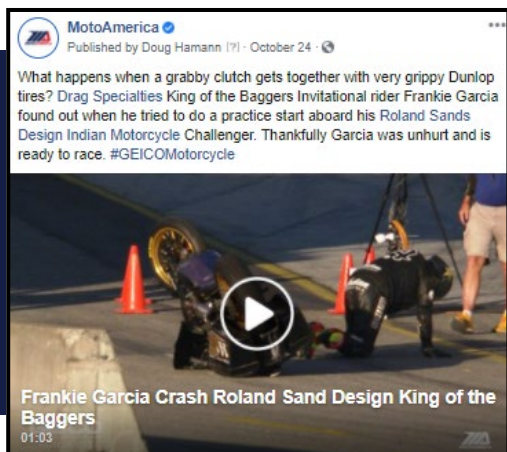 MotoAmerica
Published by Doug Hamann [?] · October 24 ·
What happens when a grabby clutch gets together with very grippy Dunlop
tires? Drag Specialties King of the Baggers Invitational rider Frankie Garcia
found out when he tried to do a practice start aboard his Roland Sands
Design Indian Motorcycle Challenger. Thankfully Garcia was unhurt and is
ready to race. #GEICOMotorcycle
Frankie Garcia Crash Roland Sand Design King of the
Baggers
01:03